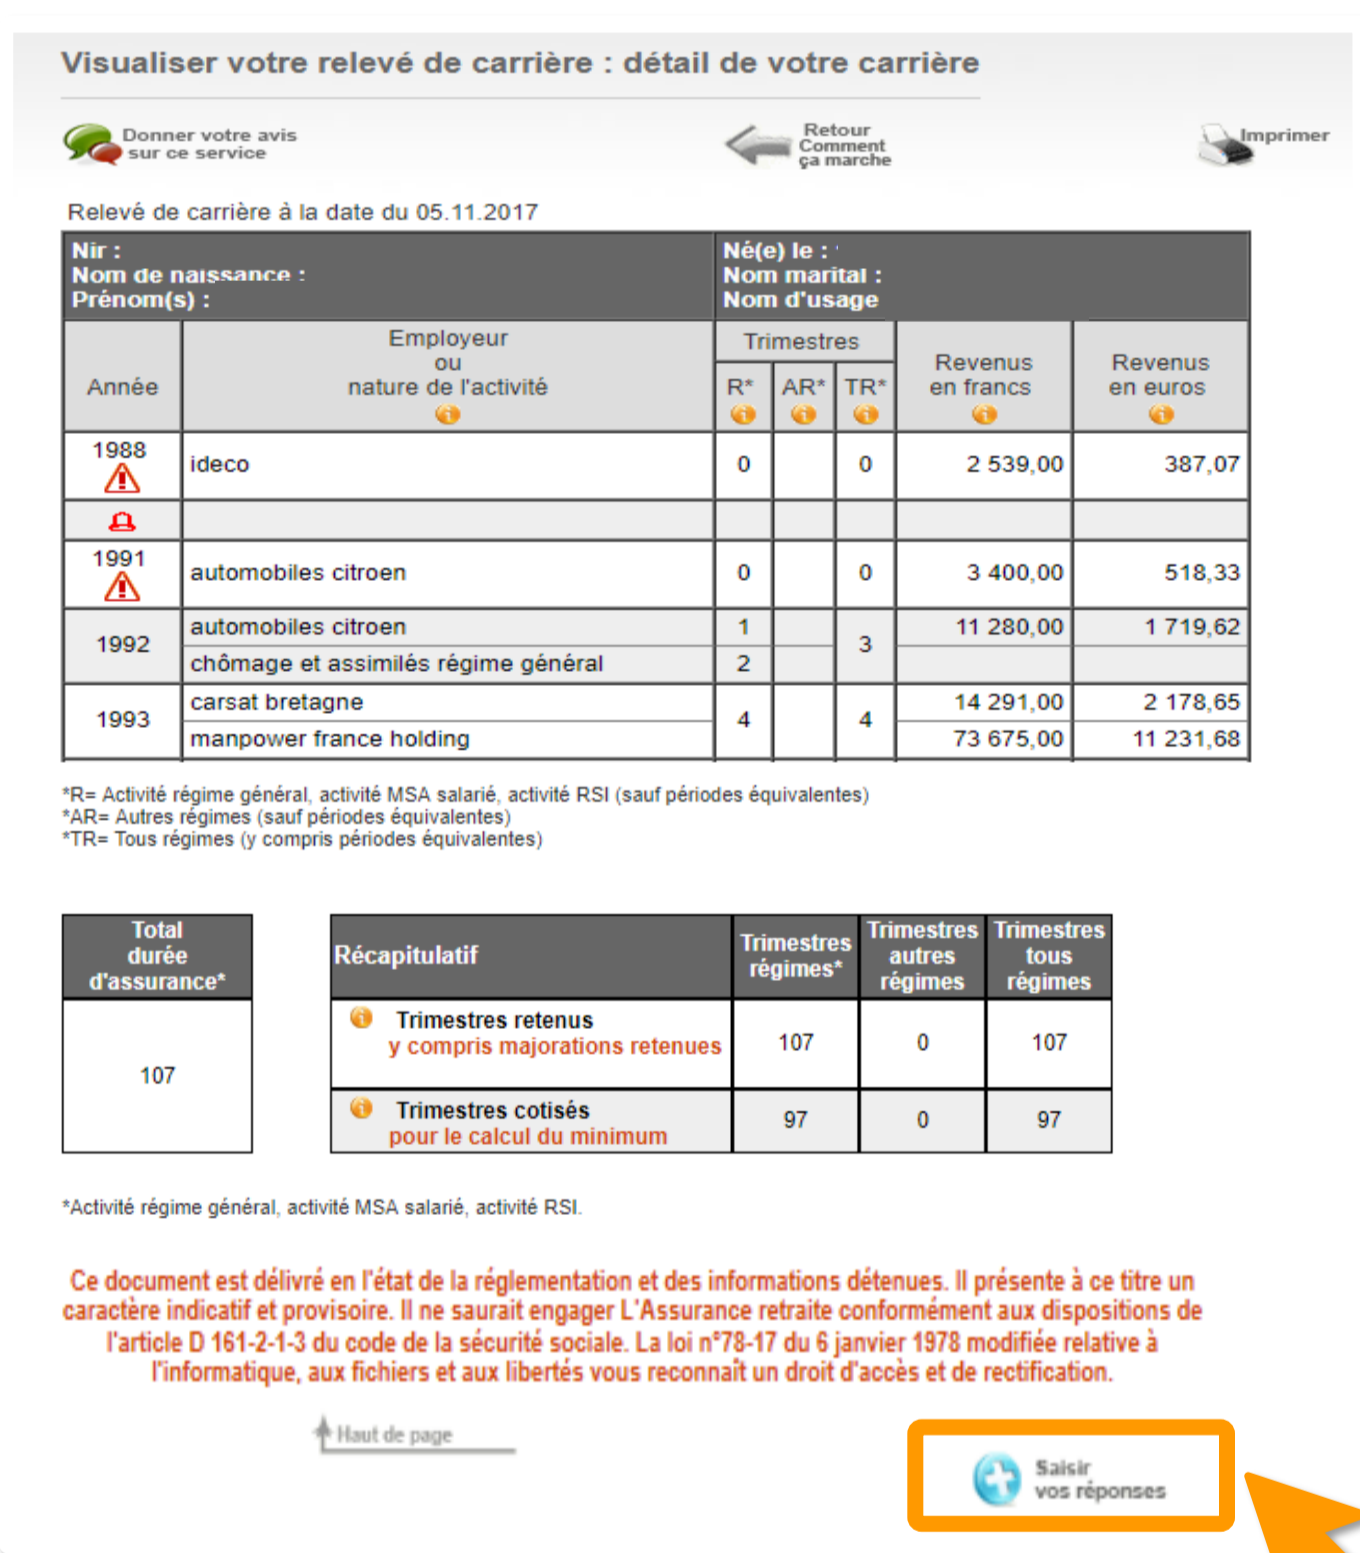 Visualiser votre relevé de carrière : détail de votre carrière
Donner votre avis
sur ce service
Retour
Comment
ça marche
Imprimer
Relevé de carrière à la date du 05.11.2017
Nir :
Nom de naissance :
Prénom(s) :
Né(e) le :
Nom marital :
Nom d'usage
Année
Employeur
ou
nature de l'activité
Trimestres
R*
AR*
TR*
Revenus
en francs
Revenus
en euros
1988 ideco 0 0 2 539,00 387,07
1991 automobiles citroen 0 0 3 400,00 518,33
1992 automobiles citroen 1 3 11 280,00 1 719,62
chômage et assimilés régime général 2
1993 carsat bretagne 4 4 14 291,00 2 178,65
manpower france holding 73 675,00 11 231,68
*R= Activité régime général, activité MSA salarié, activité RSI (sauf périodes équivalentes)
*AR= Autres régimes (sauf périodes équivalentes)
*TR= Tous régimes (y compris périodes équivalentes)
Total
durée
d'assurance*
107
Récapitulatif
Trimestres
régimes*
Trimestres
autres
régimes
Trimestres
tous
régimes
Trimestres retenus
y compris majorations retenues
107 0 107
Trimestres cotisés
pour le calcul du minimum
97 0 97
*Activité régime général, activité MSA salarié, activité RSI.
Ce document est délivré en l'état de la réglementation et des informations détenues. Il présente à ce titre un
caractère indicatif et provisoire. Il ne saurait engager L'Assurance retraite conformément aux dispositions de
l'article D 161-2-1-3 du code de la sécurité sociale. La loi n°78-17 du 6 janvier 1978 modifiée relative à
l'informatique, aux fichiers et aux libertés vous reconnaît un droit d'accès et de rectification.
Haut de page
Saisir
vos réponses